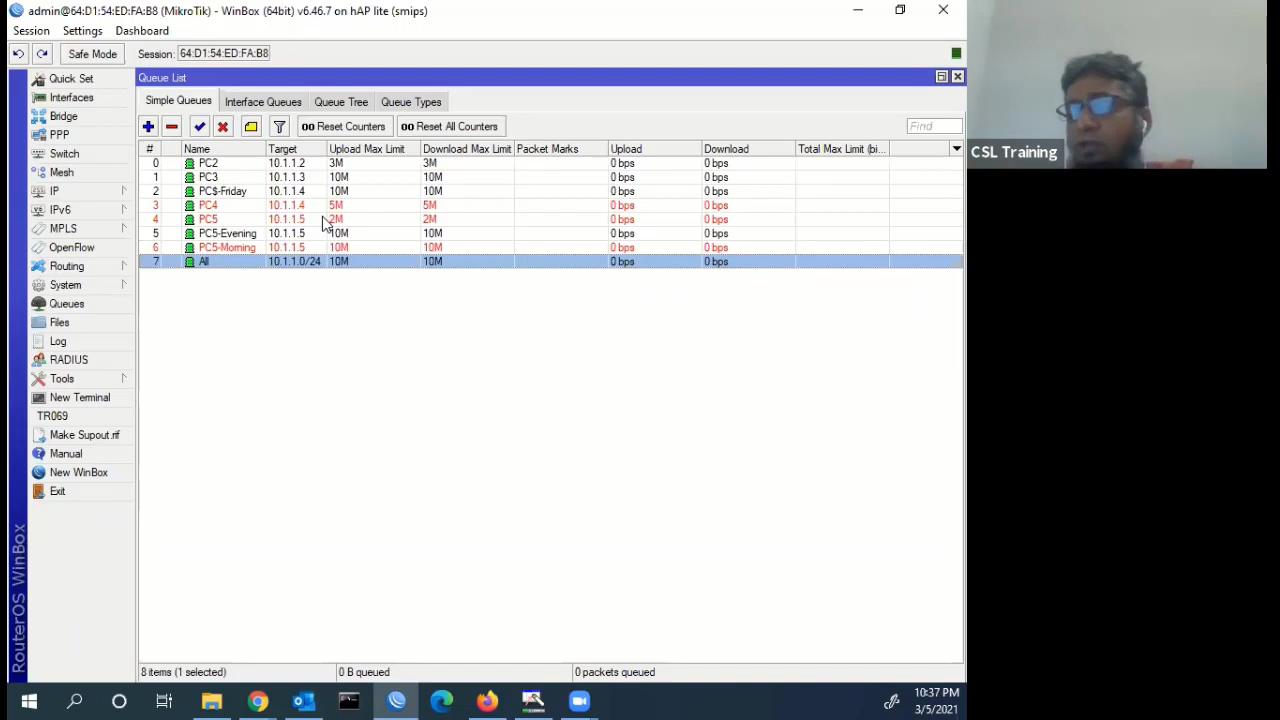 admin@64:D1:54:ED:FA:B8 (MikroTik) - WinBox (64bit) v6.46.7 on hAP lite (smips)
Session Settings Dashboard
Safe Mode Session: 64:D1:54:ED:FA:B8
Quick Set
Interfaces
Bridge
PPP
Switch
Mesh
IP
IPv6
MPLS
OpenFlow
Routing
System
Queues
Files
Log
RADIUS
Tools
New Terminal
TR069
Make Supout.rif
Manual
New WinBox
Exit
RouterOS WinBox
Queue List
Simple Queues Interface Queues Queue Tree Queue Types
00 Reset Counters 00 Reset All Counters Find
# Name Target Upload Max Limit Download Max Limit Packet Marks Upload Download Total Max Limit (bi...
0 PC2 10.1.1.2 3M 3M 0 bps 0 bps
1 PC3 10.1.1.3 10M 10M 0 bps 0 bps
2 PC$-Friday 10.1.1.4 10M 10M 0 bps 0 bps
3 PC4 10.1.1.4 5M 5M 0 bps 0 bps
4 PC5 10.1.1.5 2M 2M 0 bps 0 bps
5 PC5-Evening 10.1.1.5 10M 10M 0 bps 0 bps
6 PC5-Morning 10.1.1.5 10M 10M 0 bps 0 bps
7 All 10.1.1.0/24 10M 10M 0 bps 0 bps
8 items (1 selected) 0 B queued 0 packets queued
CSL Training
10:37 PM
3/5/2021